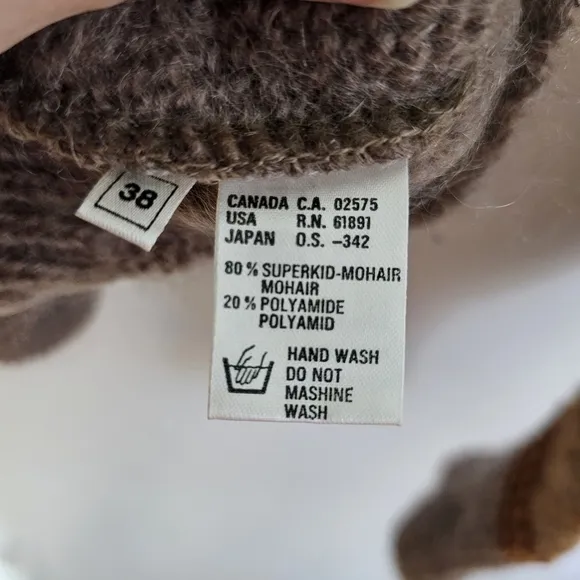 38
CANADA C.A. 02575
USA R.N. 61891
JAPAN O.S. -342
80% SUPERKID-MOHAIR
MOHAIR
20% POLYAMIDE
POLYAMID
HAND WASH
DO NOT
MASHINE
WASH